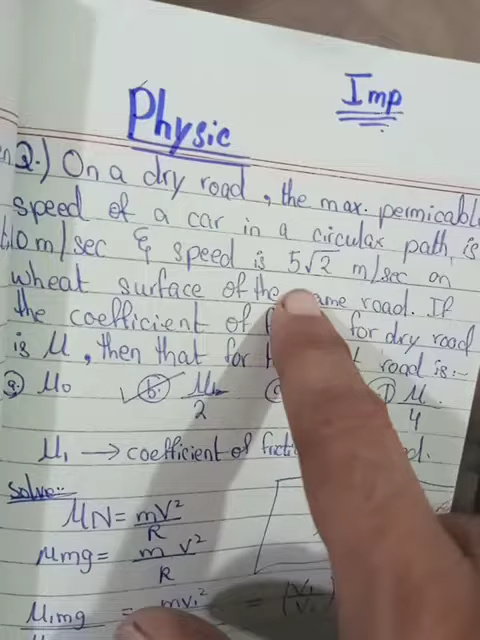 Imp
Physic
Q.) On a dry road, the max. permicabl
speed of a car in a circular path, is
10 m/sec & speed is 5√2 m/sec on
wheat surface of the same road. If
the coefficient of for dry road
is μ, then that for road is:-
a. μ₀ b. μ/2 μ/4
μ₁ → coefficient of
solve:-
μN = mV²/R
μmg = m V²/R
μ₁mg = mv₁²